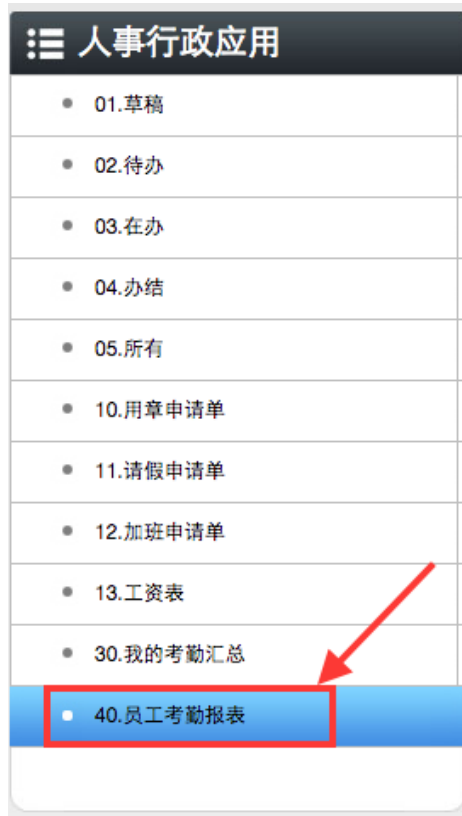 人事行政应用
01.草稿
02.待办
03.在办
04.办结
05.所有
10.用章申请单
11.请假申请单
12.加班申请单
13.工资表
30.我的考勤汇总
40.员工考勤报表